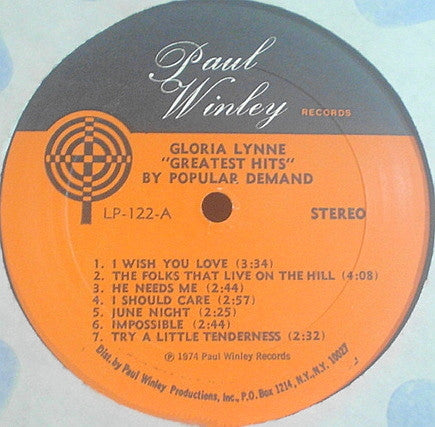 Paul
Winley RECORDS
GLORIA LYNNE
"GREATEST HITS"
BY POPULAR DEMAND
LP-122-A STEREO
1. I WISH YOU LOVE (3:34)
2. THE FOLKS THAT LIVE ON THE HILL (4:08)
3. HE NEEDS ME (2:44)
4. I SHOULD CARE (2:57)
5. JUNE NIGHT (2:25)
6. IMPOSSIBLE (2:44)
7. TRY A LITTLE TENDERNESS (2:32)
℗ 1974 Paul Winley Records
Dist. by Paul Winley Productions, Inc., P.O. Box 1214, N.Y., N.Y. 10027